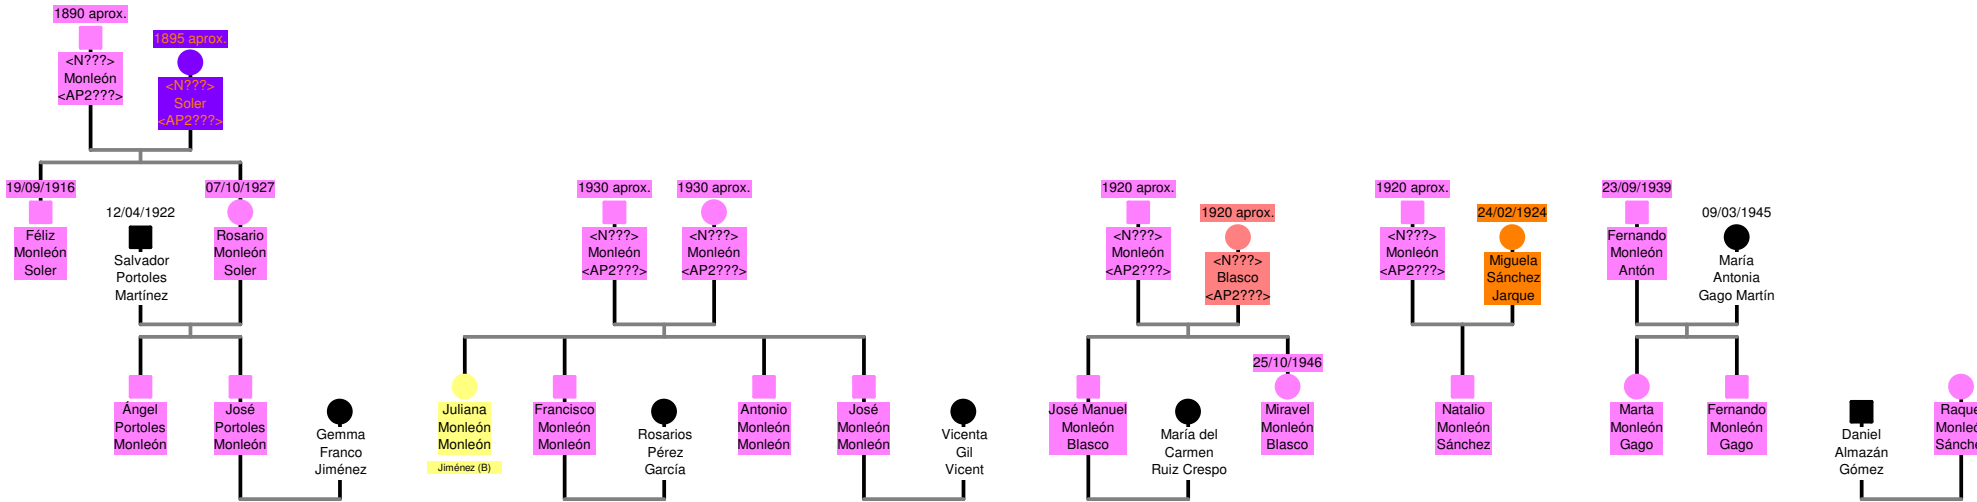 1890 aprox.
<N???>
Monleón
<AP2???>
1895 aprox.
<N???>
Soler
<AP2???>
19/09/1916
Féliz
Monleón
Soler
12/04/1922
Salvador
Portoles
Martínez
07/10/1927
Rosario
Monleón
Soler
1930 aprox.
<N???>
Monleón
<AP2???>
1930 aprox.
<N???>
Monleón
<AP2???>
1920 aprox.
<N???>
Monleón
<AP2???>
1920 aprox.
<N???>
Blasco
<AP2???>
1920 aprox.
<N???>
Monleón
<AP2???>
24/02/1924
Miguela
Sánchez
Jarque
23/09/1939
Fernando
Monleón
Antón
09/03/1945
María
Antonia
Gago Martín
Ángel
Portoles
Monleón
José
Portoles
Monleón
Gemma
Franco
Jiménez
Juliana
Monleón
Monleón
Jiménez (B)
Francisco
Monleón
Monleón
Rosarios
Pérez
García
Antonio
Monleón
Monleón
José
Monleón
Monleón
Vicenta
Gil
Vicent
José Manuel
Monleón
Blasco
María del
Carmen
Ruiz Crespo
25/10/1946
Miravel
Monleón
Blasco
Natalio
Monleón
Sánchez
Marta
Monleón
Gago
Fernando
Monleón
Gago
Daniel
Almazán
Gómez
Raque
Monleó
Sánche